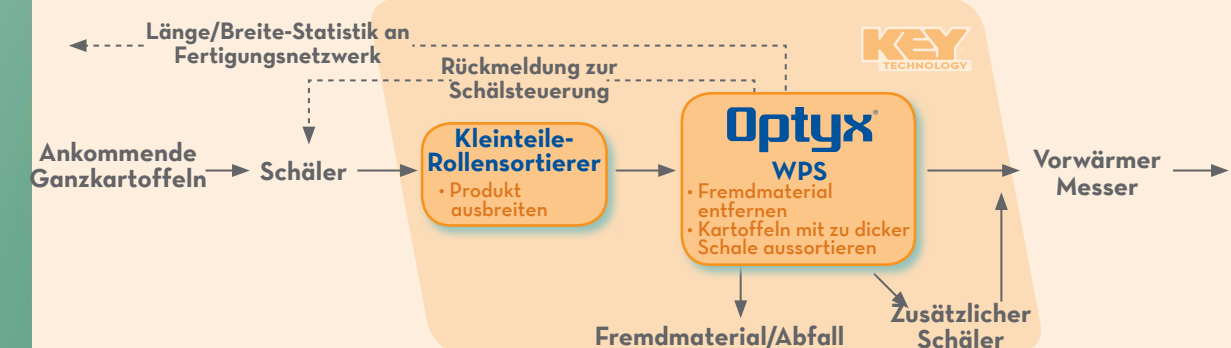 Länge/Breite-Statistik an
Fertigungsnetzwerk
KEY
TECHNOLOGY
Rückmeldung zur
Schälsteuerung
Ankommende
Ganzkartoffeln
Schäler
Kleinteile-
Rollensortierer
• Produkt
ausbreiten
Optyx®
WPS
• Fremdmaterial
entfernen
• Kartoffeln mit zu dicker
Schale aussortieren
Vorwärmer
Messer
Fremdmaterial/Abfall
Zusätzlicher
Schäler